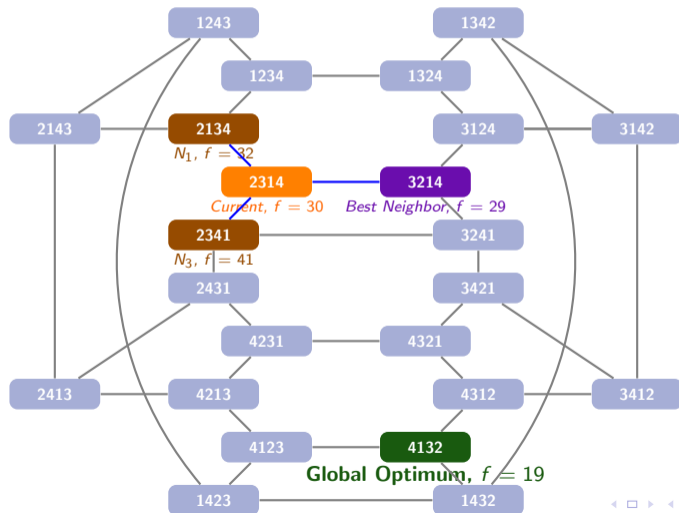 1243 1342
1234 1324
2143 2134 3124 3142
N1, f = 32
2314 3214
Current, f = 30 Best Neighbor, f = 29
2341 3241
N3, f = 41
2431 3421
4231 4321
2413 4213 4312 3412
4123 4132
Global Optimum, f = 19
1423 1432